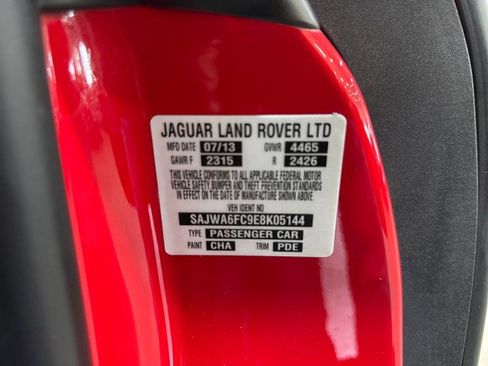 JAGUAR LAND ROVER LTD
MFD DATE 07/13 GVWR 4465
GAWR F 2315 R 2426
THIS VEHICLE CONFORMS TO ALL APPLICABLE FEDERAL MOTOR
VEHICLE SAFETY BUMPER AND THEFT PREVENTION STANDARDS
IN EFFECT ON THE DATE OF MANUFACTURE SHOWN ABOVE.
VEH IDENT NO
SAJWA6FC9E8K05144
TYPE PASSENGER CAR
PAINT CHA TRIM PDE